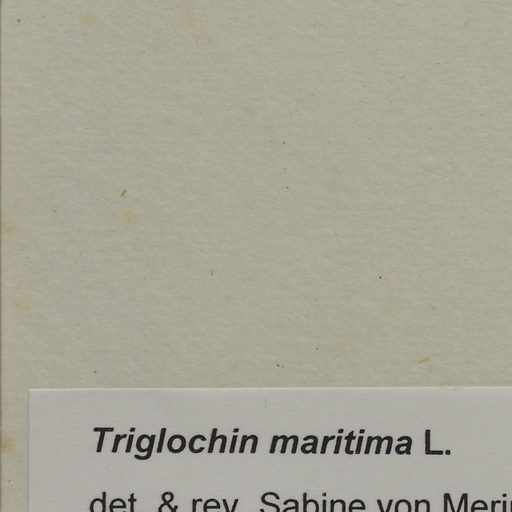 Triglochin maritima L.
det. & rev. Sabine von